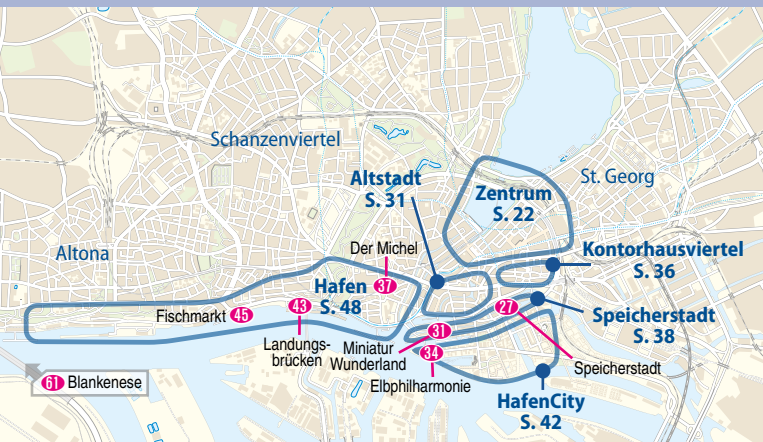 Schanzenviertel
Altstadt
S. 31
Zentrum
S. 22
St. Georg
Altona
Der Michel
37
Kontorhausviertel
S. 36
Hafen
S. 48
Fischmarkt 45
43
27
Speicherstadt
S. 38
Landungs-
brücken
Miniatur
Wunderland
31
34
Elbphilharmonie
Speicherstadt
61 Blankenese
HafenCity
S. 42